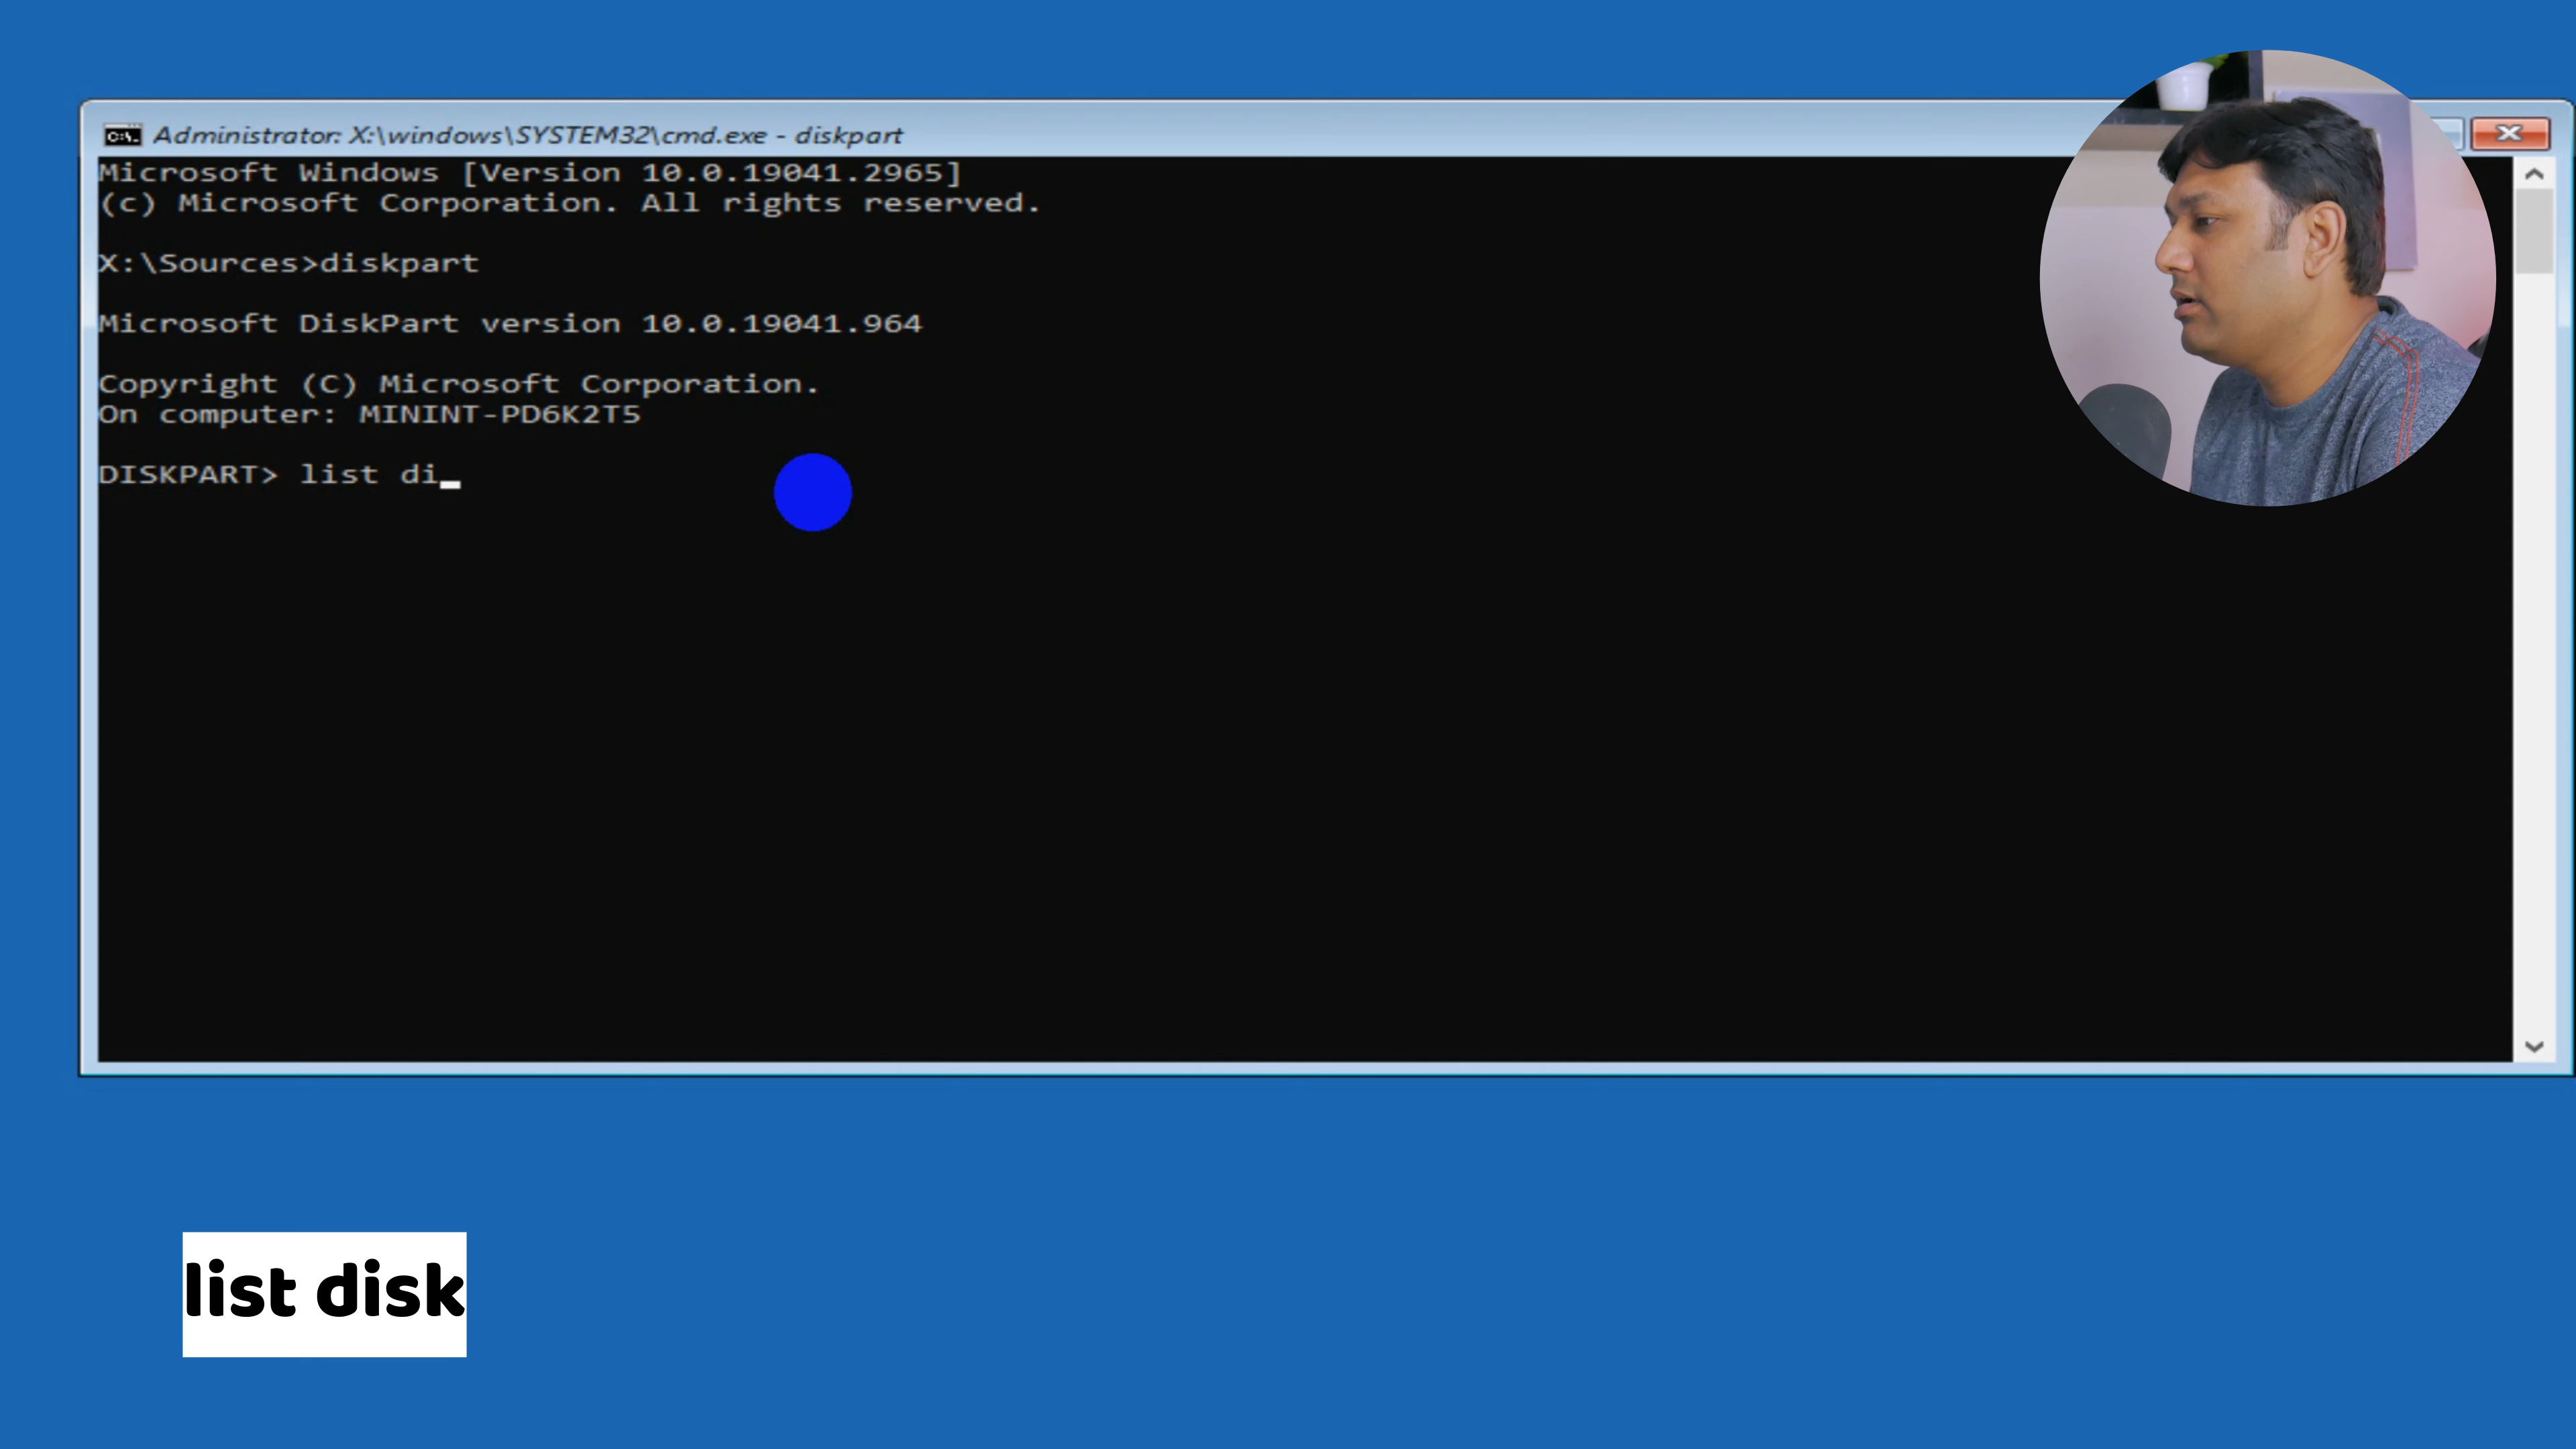 Administrator: X:\windows\SYSTEM32\cmd.exe - diskpart
Microsoft Windows [Version 10.0.19041.2965]
(c) Microsoft Corporation. All rights reserved.
X:\Sources>diskpart
Microsoft DiskPart version 10.0.19041.964
Copyright (C) Microsoft Corporation.
On computer: MININT-PD6K2T5
DISKPART> list di_
list disk